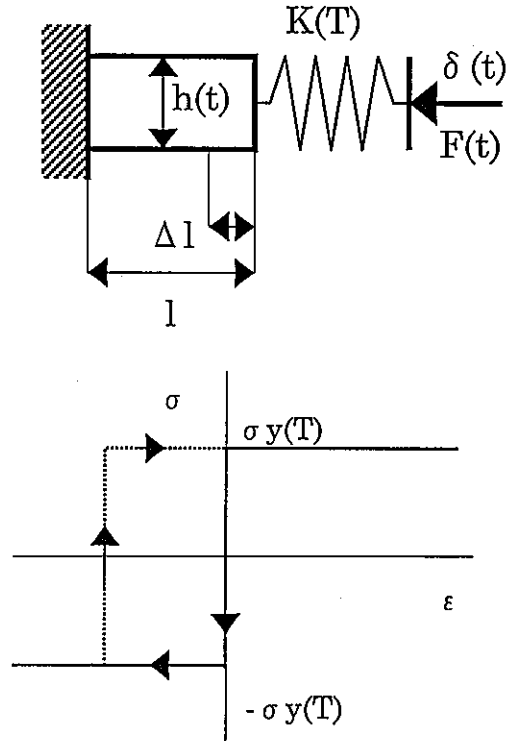 K(T)
h(t)
δ (t)
F(t)
Δ l
l
σ
σ y(T)
ε
- σ y(T)